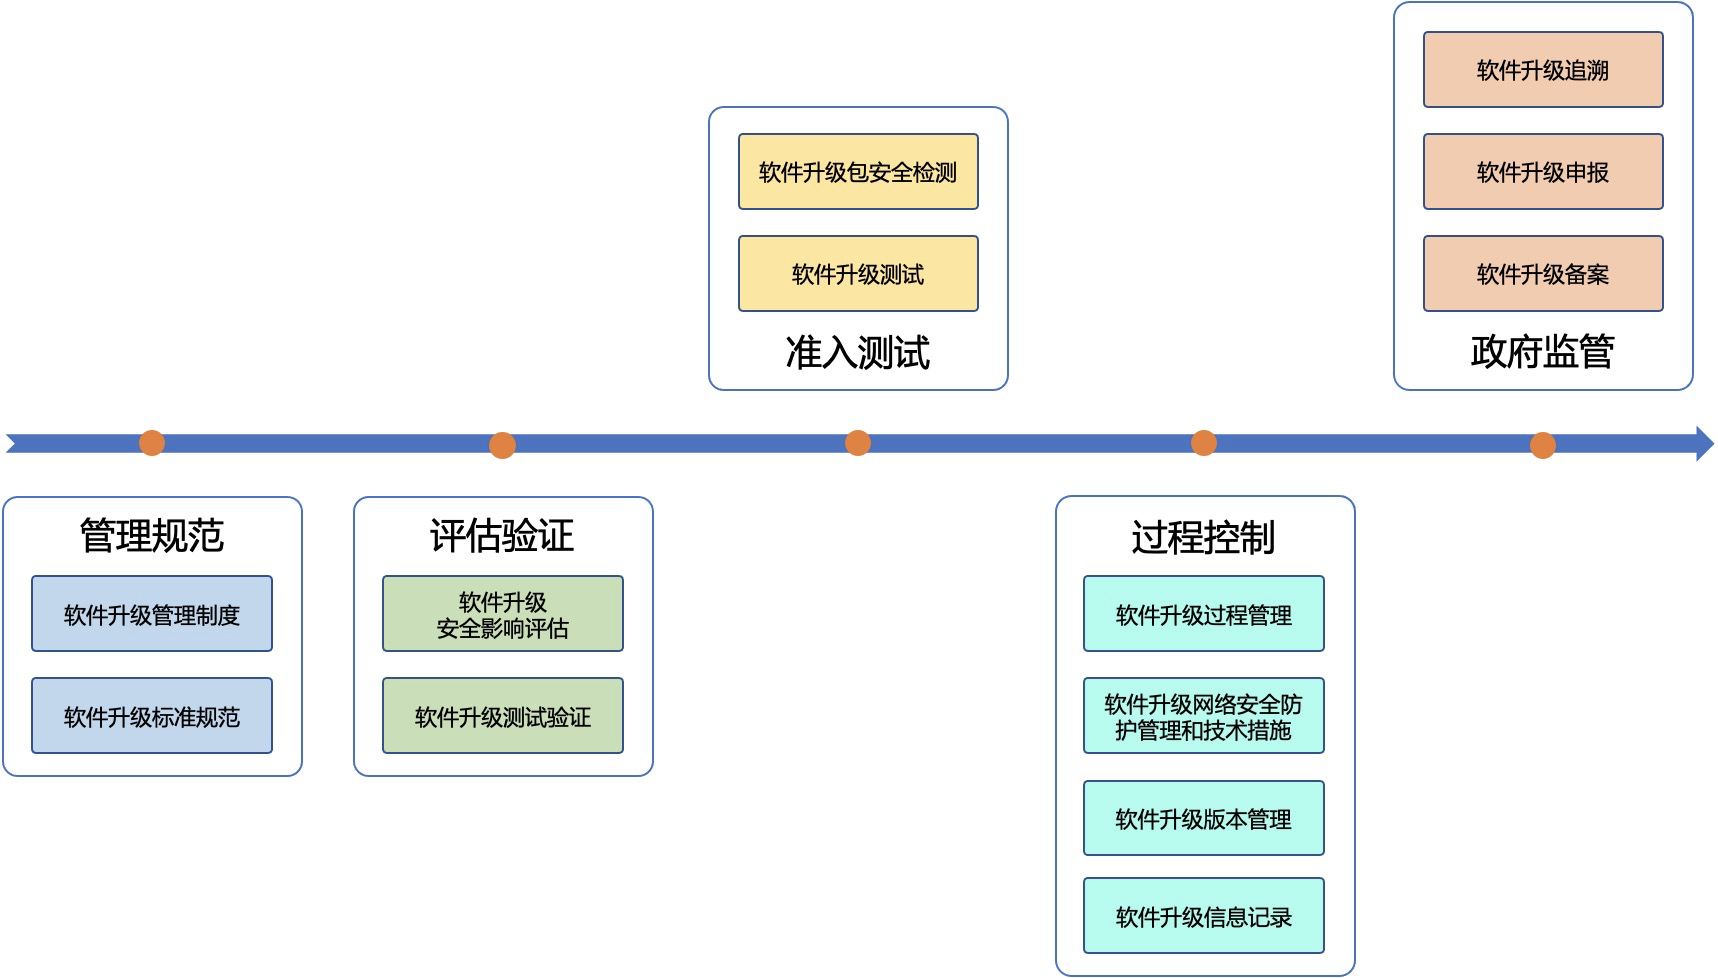 管理规范
软件升级管理制度
软件升级标准规范
评估验证
软件升级
安全影响评估
软件升级测试验证
软件升级包安全检测
软件升级测试
准入测试
过程控制
软件升级过程管理
软件升级网络安全防
护管理和技术措施
软件升级版本管理
软件升级信息记录
软件升级追溯
软件升级申报
软件升级备案
政府监管